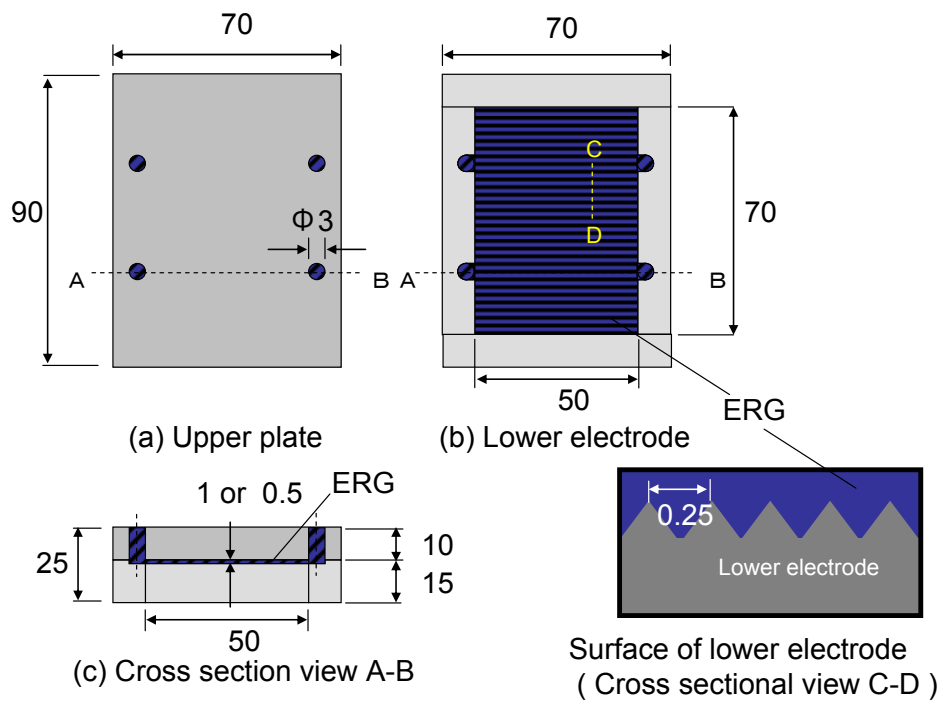 70
70
90
Φ 3
A
B
A
B
C
D
70
50
ERG
(a) Upper plate
(b) Lower electrode
1 or 0.5
ERG
25
10
15
50
(c) Cross section view A-B
0.25
Lower electrode
Surface of lower electrode
( Cross sectional view C-D )